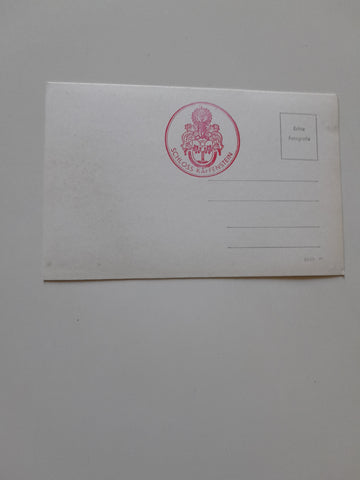 SCHLOSS KAPFENSTEIN
Echte
Fotografie